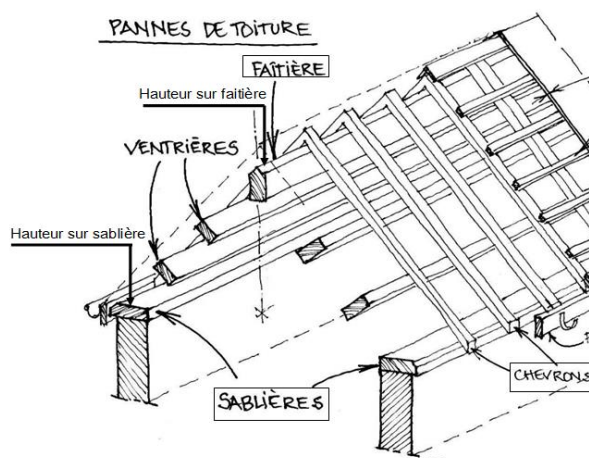 PANNES DE TOITURE
FAÎTIÈRE
Hauteur sur faitière
VENTRIÈRES
Hauteur sur sablière
CHEVRONS
SABLIÈRES